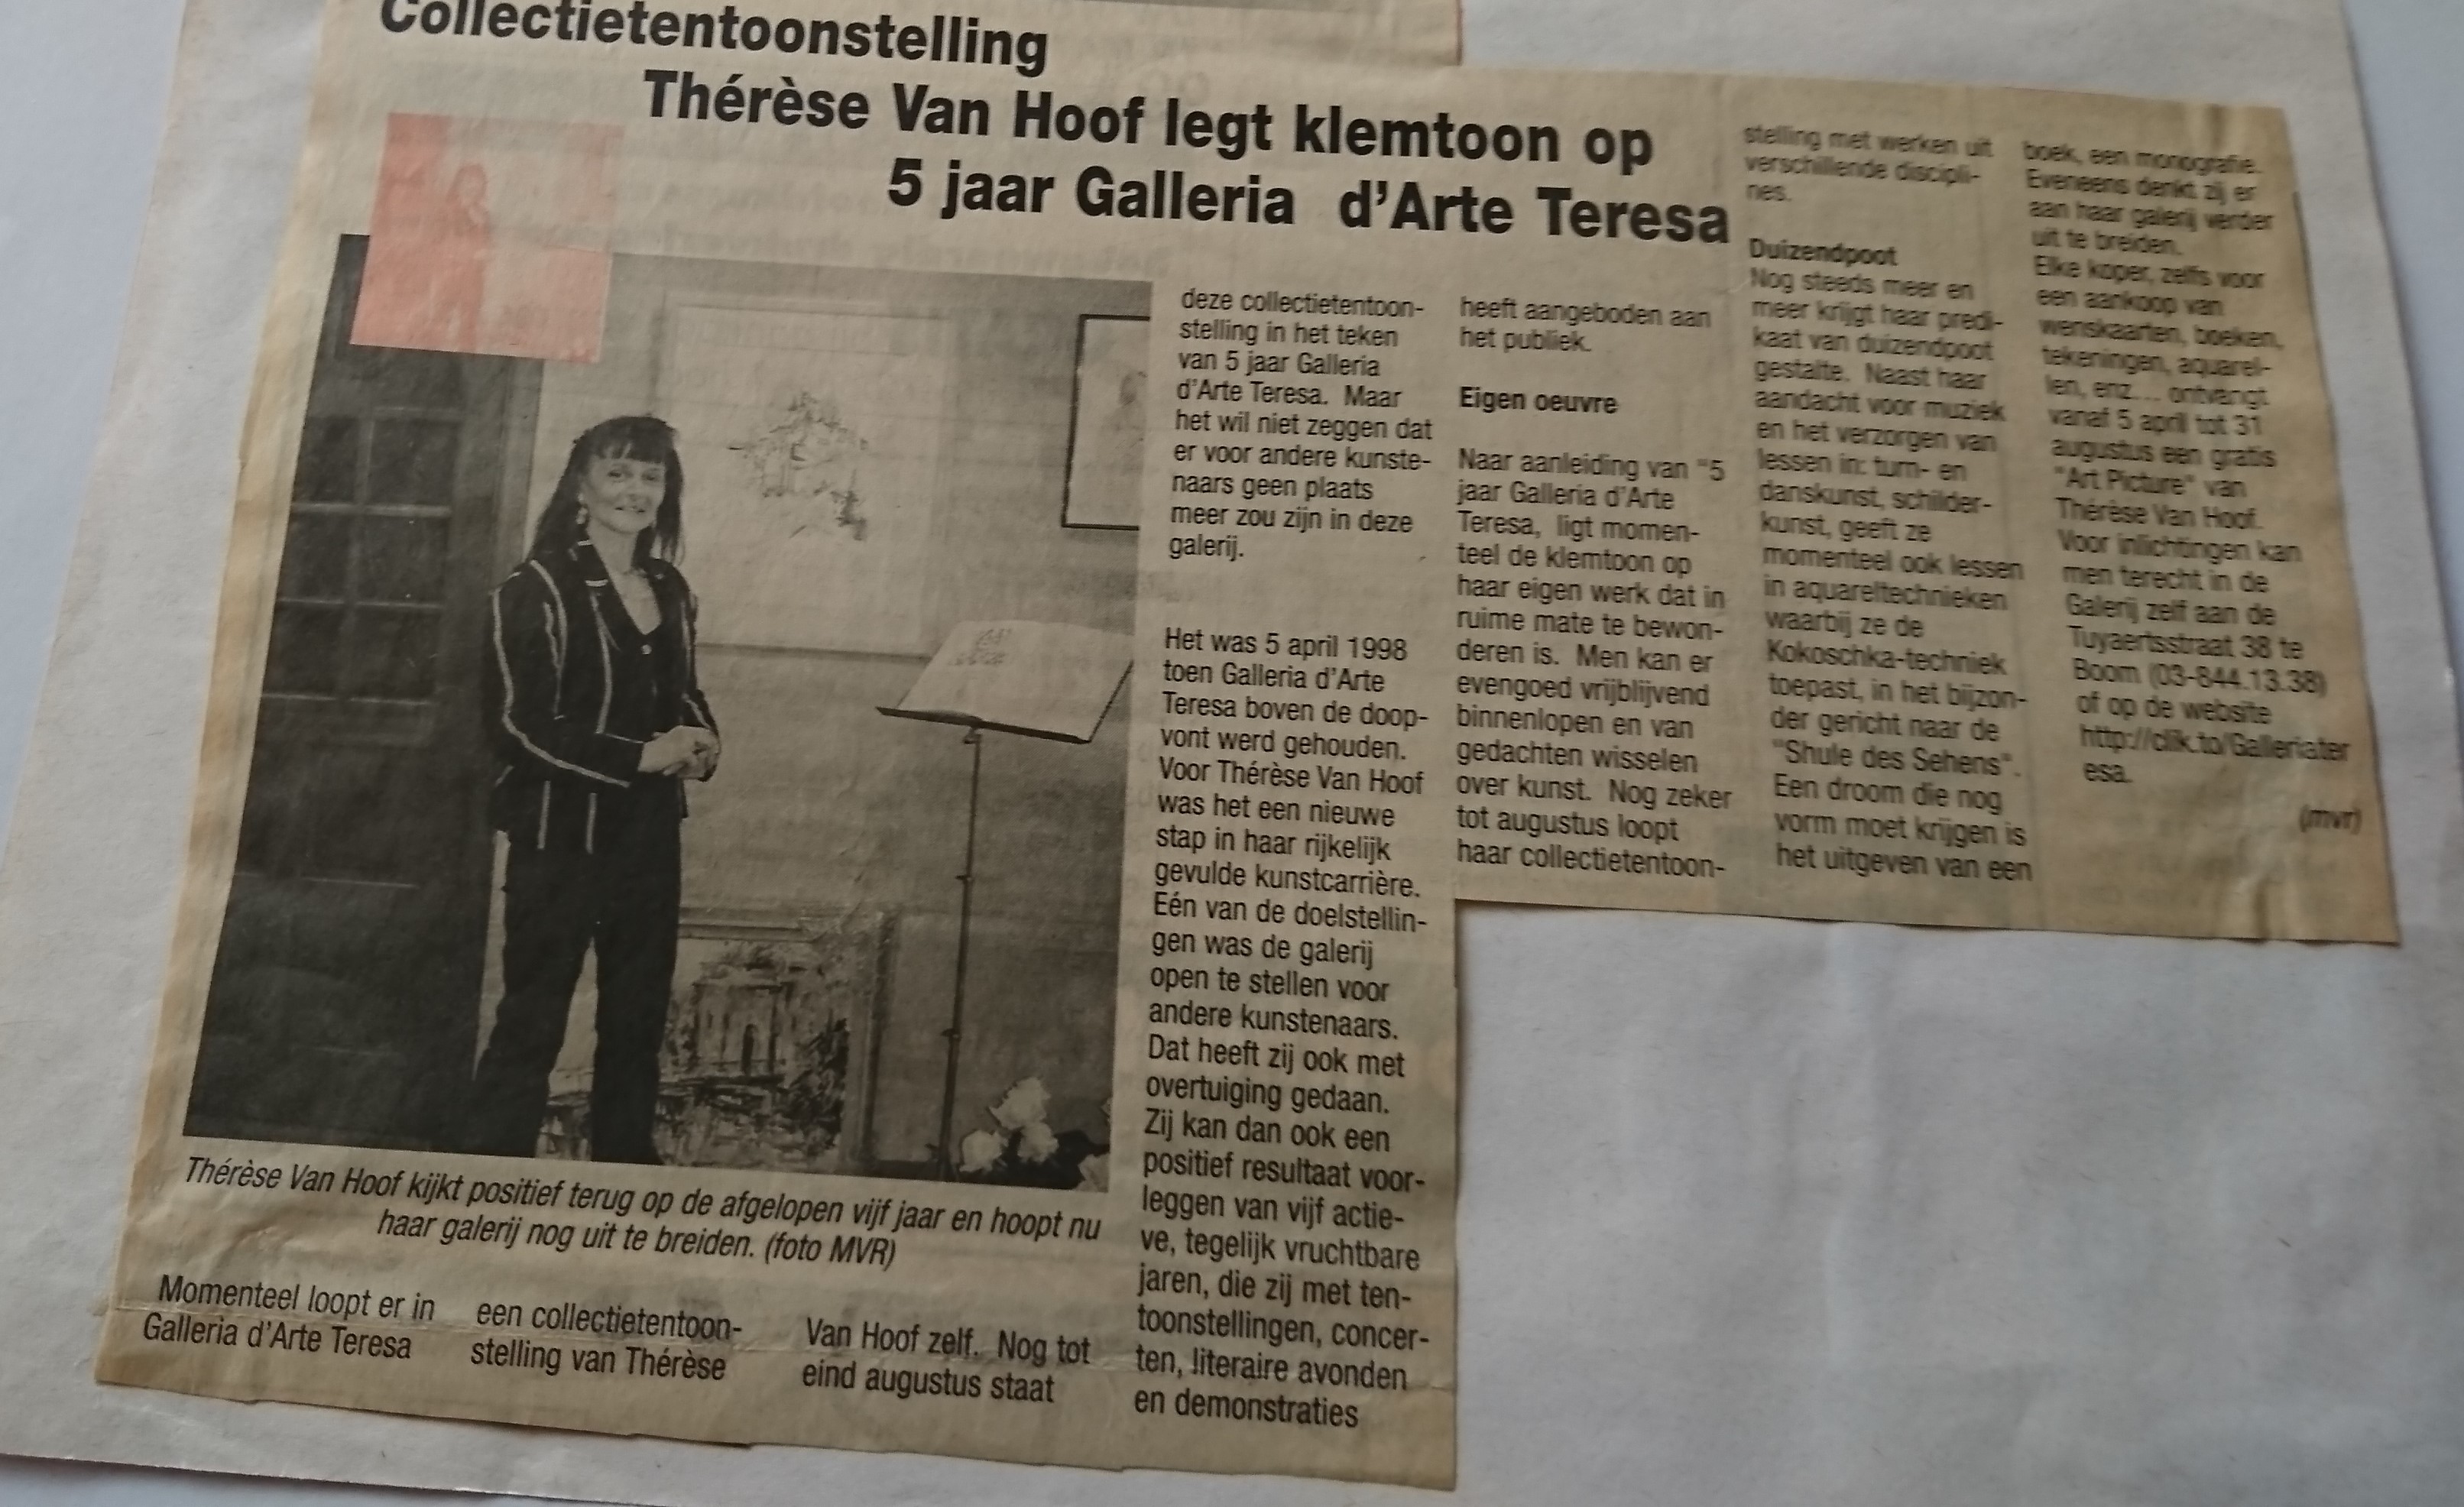 Collectietentoonstelling
Thérèse Van Hoof legt klemtoon op
5 jaar Galleria d'Arte Teresa
Thérèse Van Hoof kijkt positief terug op de afgelopen vijf jaar en hoopt nu
haar galerij nog uit te breiden. (foto MVR)
Momenteel loopt er in
Galleria d'Arte Teresa
een collectietentoon-
stelling van Thérèse
Van Hoof zelf. Nog tot
eind augustus staat
deze collectietentoon-
stelling in het teken
van 5 jaar Galleria
d'Arte Teresa. Maar
het wil niet zeggen dat
er voor andere kunste-
naars geen plaats
meer zou zijn in deze
galerij.
Het was 5 april 1998
toen Galleria d'Arte
Teresa boven de doop-
vont werd gehouden.
Voor Thérèse Van Hoof
was het een nieuwe
stap in haar rijkelijk
gevulde kunstcarrière.
Eén van de doelstellin-
gen was de galerij
open te stellen voor
andere kunstenaars.
Dat heeft zij ook met
overtuiging gedaan.
Zij kan dan ook een
positief resultaat voor-
leggen van vijf actie-
ve, tegelijk vruchtbare
jaren, die zij met ten-
toonstellingen, concer-
ten, literaire avonden
en demonstraties
heeft aangeboden aan
het publiek.
Eigen oeuvre
Naar aanleiding van "5
jaar Galleria d'Arte
Teresa, ligt momen-
teel de klemtoon op
haar eigen werk dat in
ruime mate te bewon-
deren is. Men kan er
evengoed vrijblijvend
binnenlopen en van
gedachten wisselen
over kunst. Nog zeker
tot augustus loopt
haar collectietentoon-
stelling met werken uit
verschillende discipli-
nes.
Duizendpoot
Nog steeds meer en
meer krijgt haar predi-
kaat van duizendpoot
gestalte. Naast haar
aandacht voor muziek
en het verzorgen van
lessen in: turn- en
danskunst, schilder-
kunst, geeft ze
momenteel ook lessen
in aquareltechnieken
waarbij ze de
Kokoschka-techniek
toepast, in het bijzon-
der gericht naar de
"Shule des Sehens".
Een droom die nog
vorm moet krijgen is
het uitgeven van een
boek, een monografie.
Eveneens denkt zij er
aan haar galerij verder
uit te breiden.
Elke koper, zelfs voor
een aankoop van
wenskaarten, boeken,
tekeningen, aquarel-
len, enz... ontvangt
vanaf 5 april tot 31
augustus een gratis
"Art Picture" van
Thérèse Van Hoof.
Voor inlichtingen kan
men terecht in de
Galerij zelf aan de
Tuyaertsstraat 38 te
Boom (03-844.13.38)
of op de website
http://clik.to/Galleriater
esa.
(mvr)